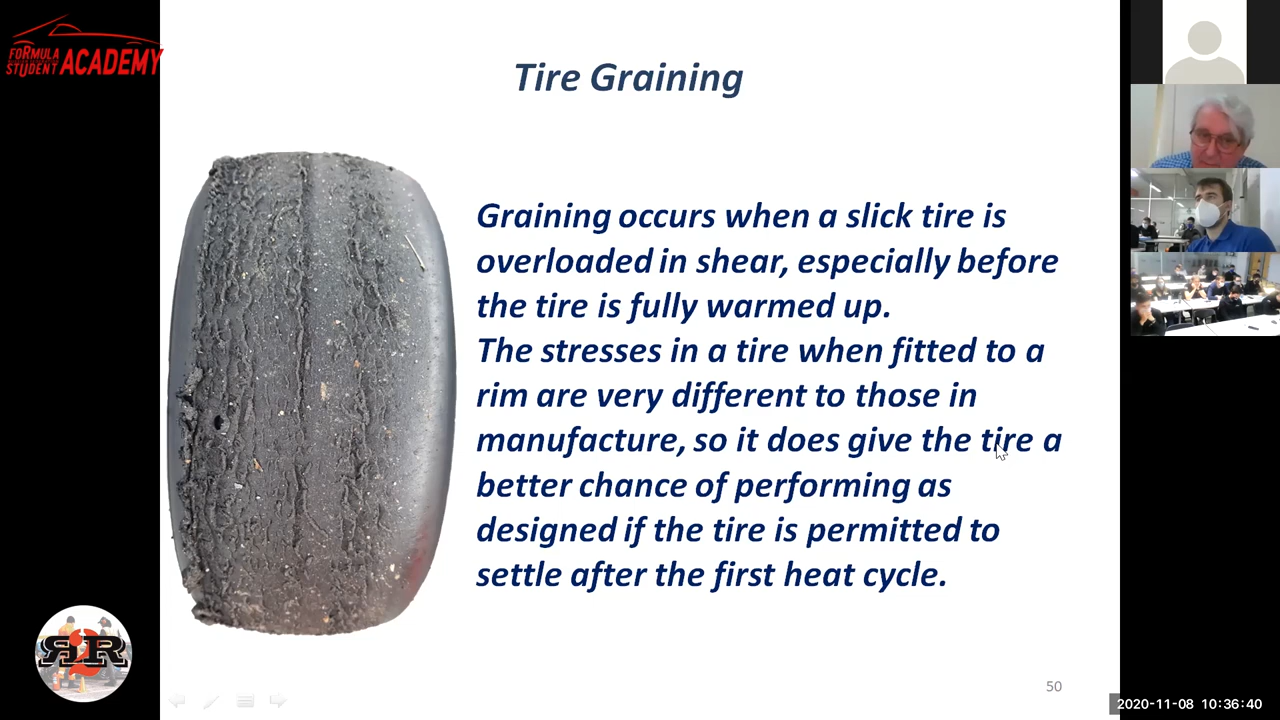 FORMULA
STUDENT ACADEMY
Tire Graining
Graining occurs when a slick tire is
overloaded in shear, especially before
the tire is fully warmed up.
The stresses in a tire when fitted to a
rim are very different to those in
manufacture, so it does give the tire a
better chance of performing as
designed if the tire is permitted to
settle after the first heat cycle.
R2R
50
2020-11-08 10:36:40